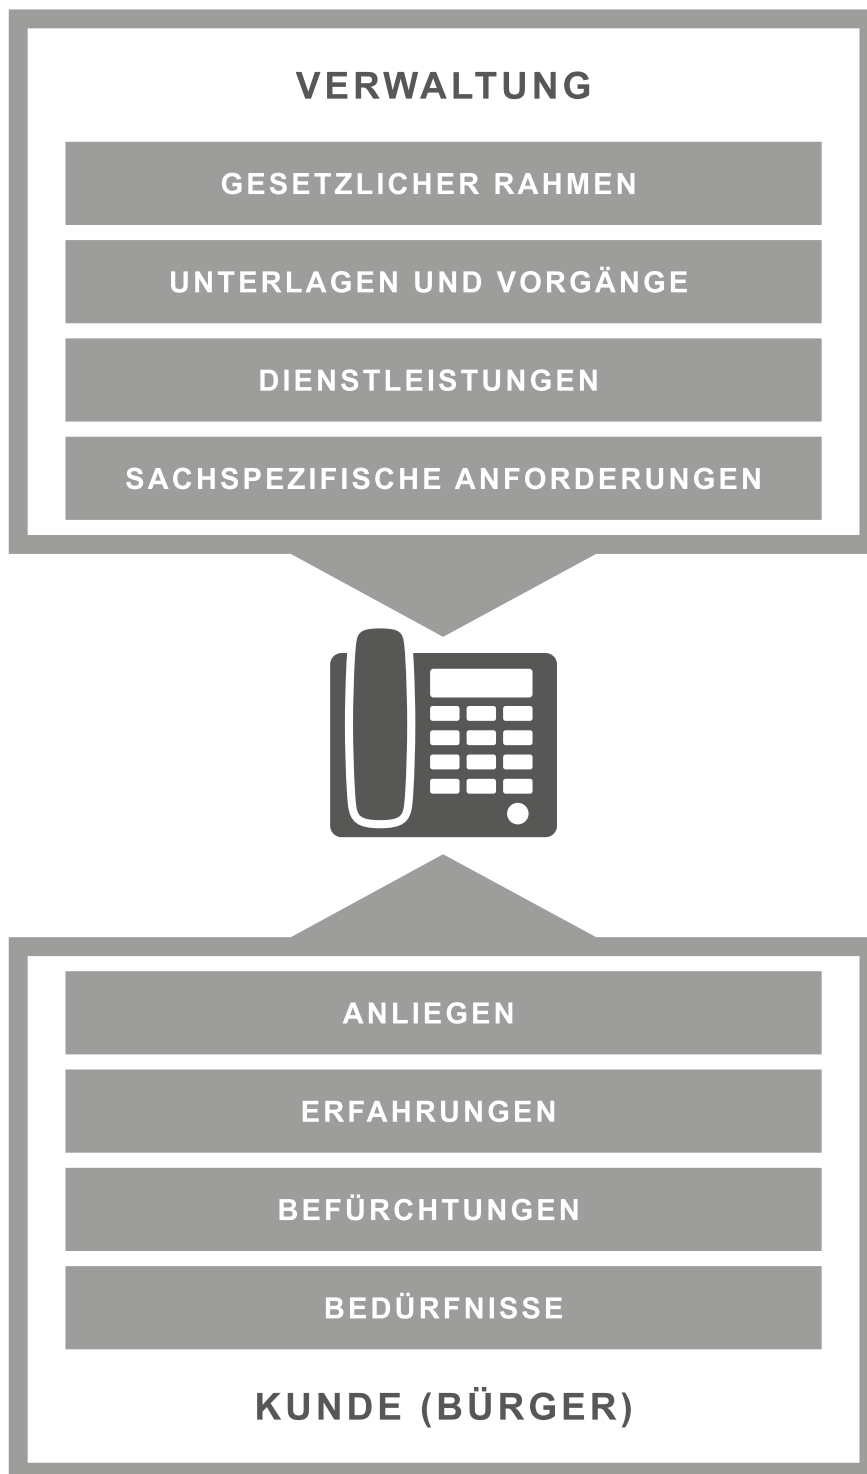 VERWALTUNG
GESETZLICHER RAHMEN
UNTERLAGEN UND VORGÄNGE
DIENSTLEISTUNGEN
SACHSPEZIFISCHE ANFORDERUNGEN
ANLIEGEN
ERFAHRUNGEN
BEFÜRCHTUNGEN
BEDÜRFNISSE
KUNDE (BÜRGER)